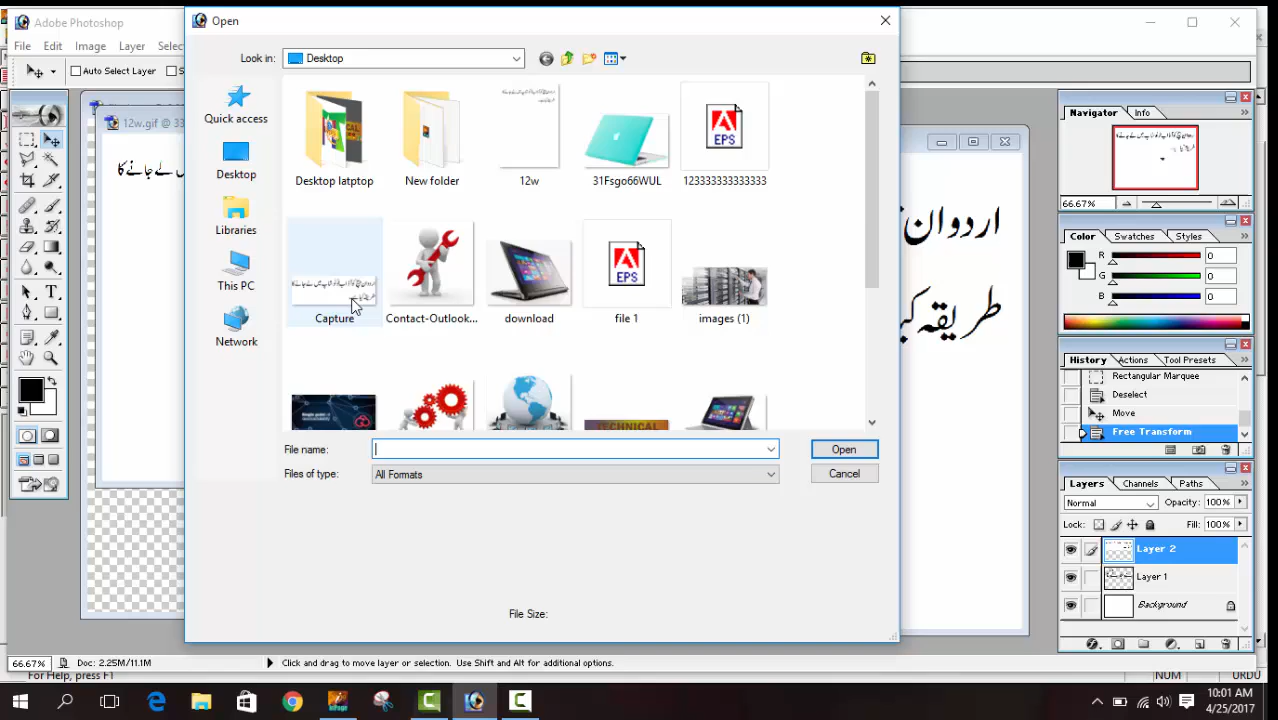 Adobe Photoshop
Open
File Edit Image Layer Selec
Look in: Desktop
Auto Select Layer
12w.gif @ 33
Quick access
Desktop
Libraries
This PC
Network
Desktop latptop
New folder
12w
31Fsgo66WUL
EPS
123333333333333
Capture
Contact-Outlook...
download
EPS
file 1
images (1)
TECHNICAL
File name:
Open
Files of type: All Formats
Cancel
File Size:
س لے جانے کا
اردو ان
طریقہ کی
Navigator Info
66.67%
Color Swatches Styles
R 0
G 0
B 0
History Actions Tool Presets
Rectangular Marquee
Deselect
Move
Free Transform
Layers Channels Paths
Normal Opacity: 100%
Lock: Fill: 100%
Layer 2
Layer 1
Background
66.67% Doc: 2.25M/11.1M Click and drag to move layer or selection. Use Shift and Alt for additional options.
For Help, press F1
NUM URDU
10:01 AM
4/25/2017